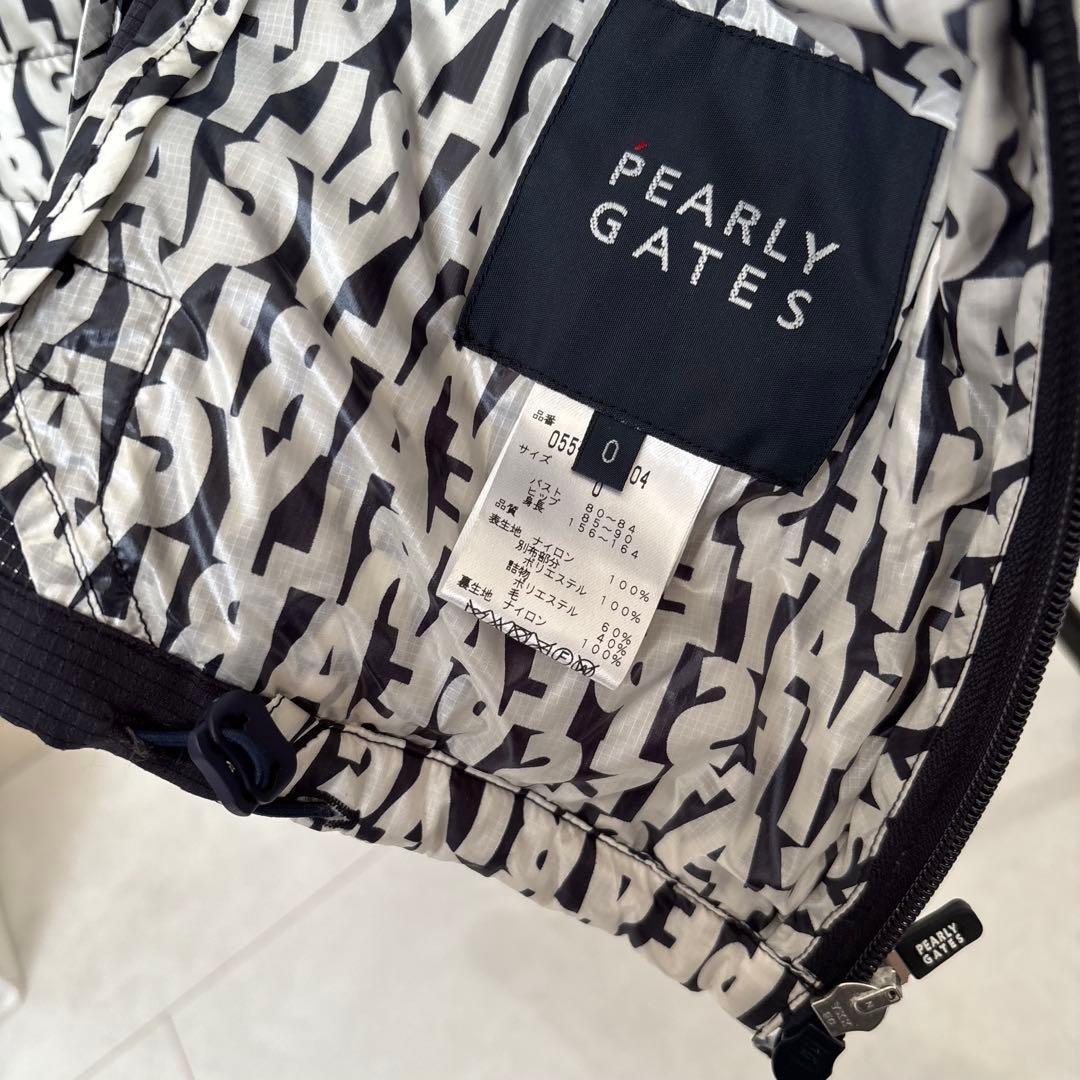 PEARLY
GATES
品番
055 04
サイズ 0
0
バスト 80~84
ヒップ 85~90
身長 156~164
品質
表生地 ナイロン 100%
別布部分
ポリエステル 100%
詰物
ポリエステル 60%
毛 40%
裏生地 ナイロン 100%
PEARLY
GATES
YKK